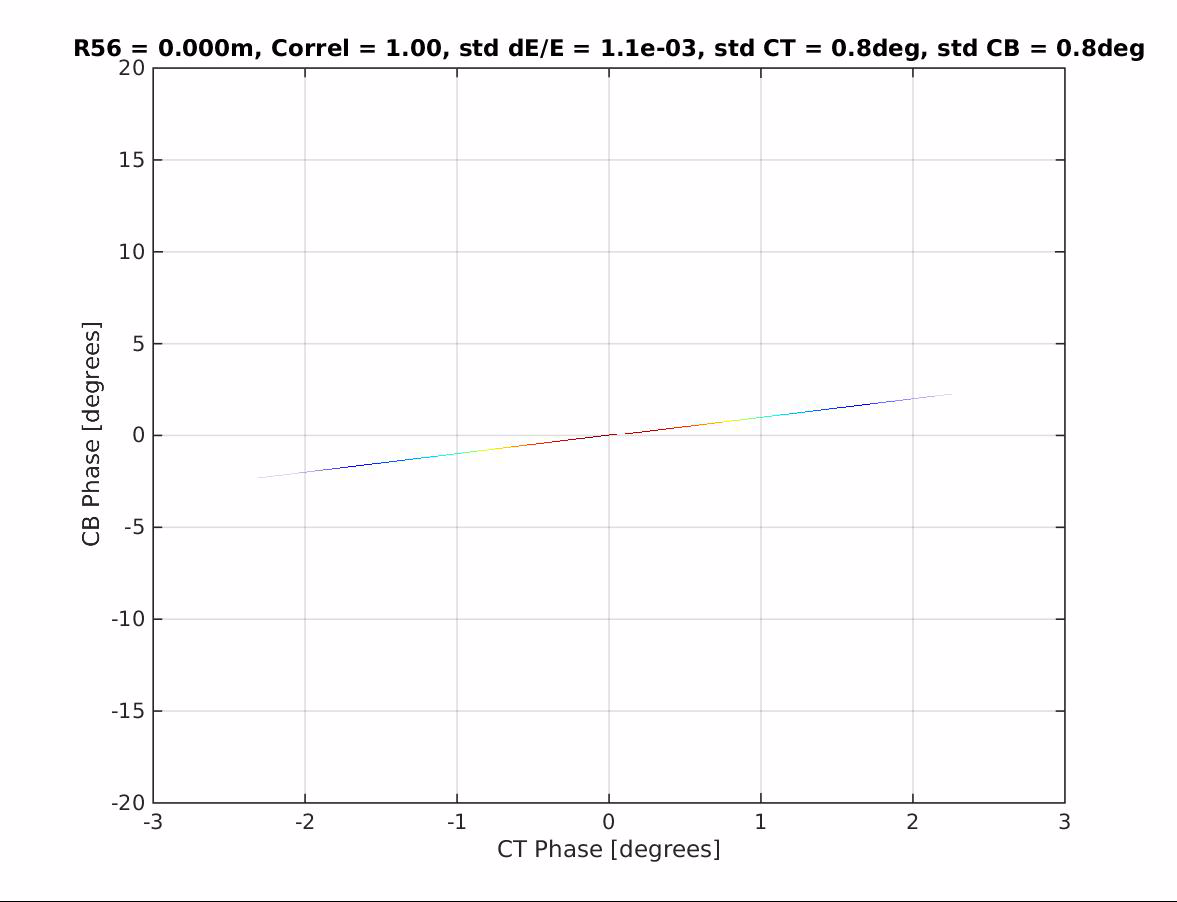 R56 = 0.000m, Correl = 1.00, std dE/E = 1.1e-03, std CT = 0.8deg, std CB = 0.8deg
20
15
10
5
0
-5
-10
-15
-20
CB Phase [degrees]
-3 -2 -1 0 1 2 3
CT Phase [degrees]